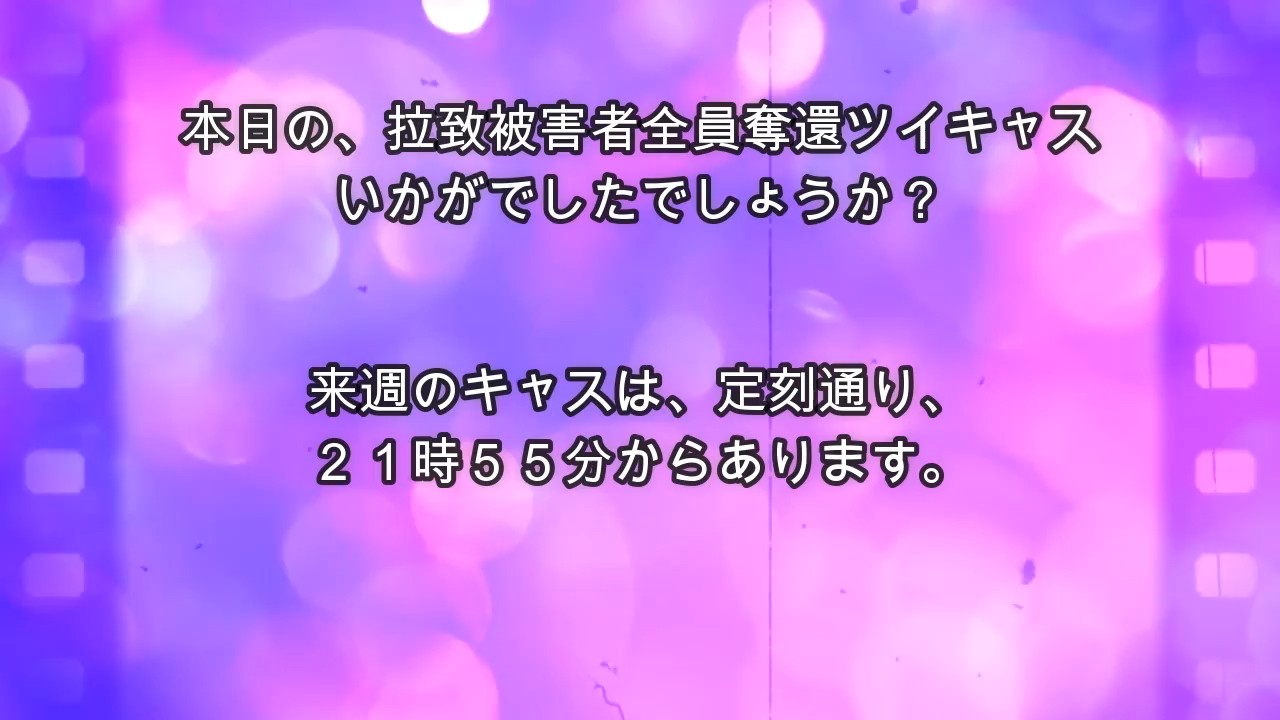 本日の、拉致被害者全員奪還ツイキャス
いかがでしたでしょうか？
来週のキャスは、定刻通り、
２１時５５分からあります。